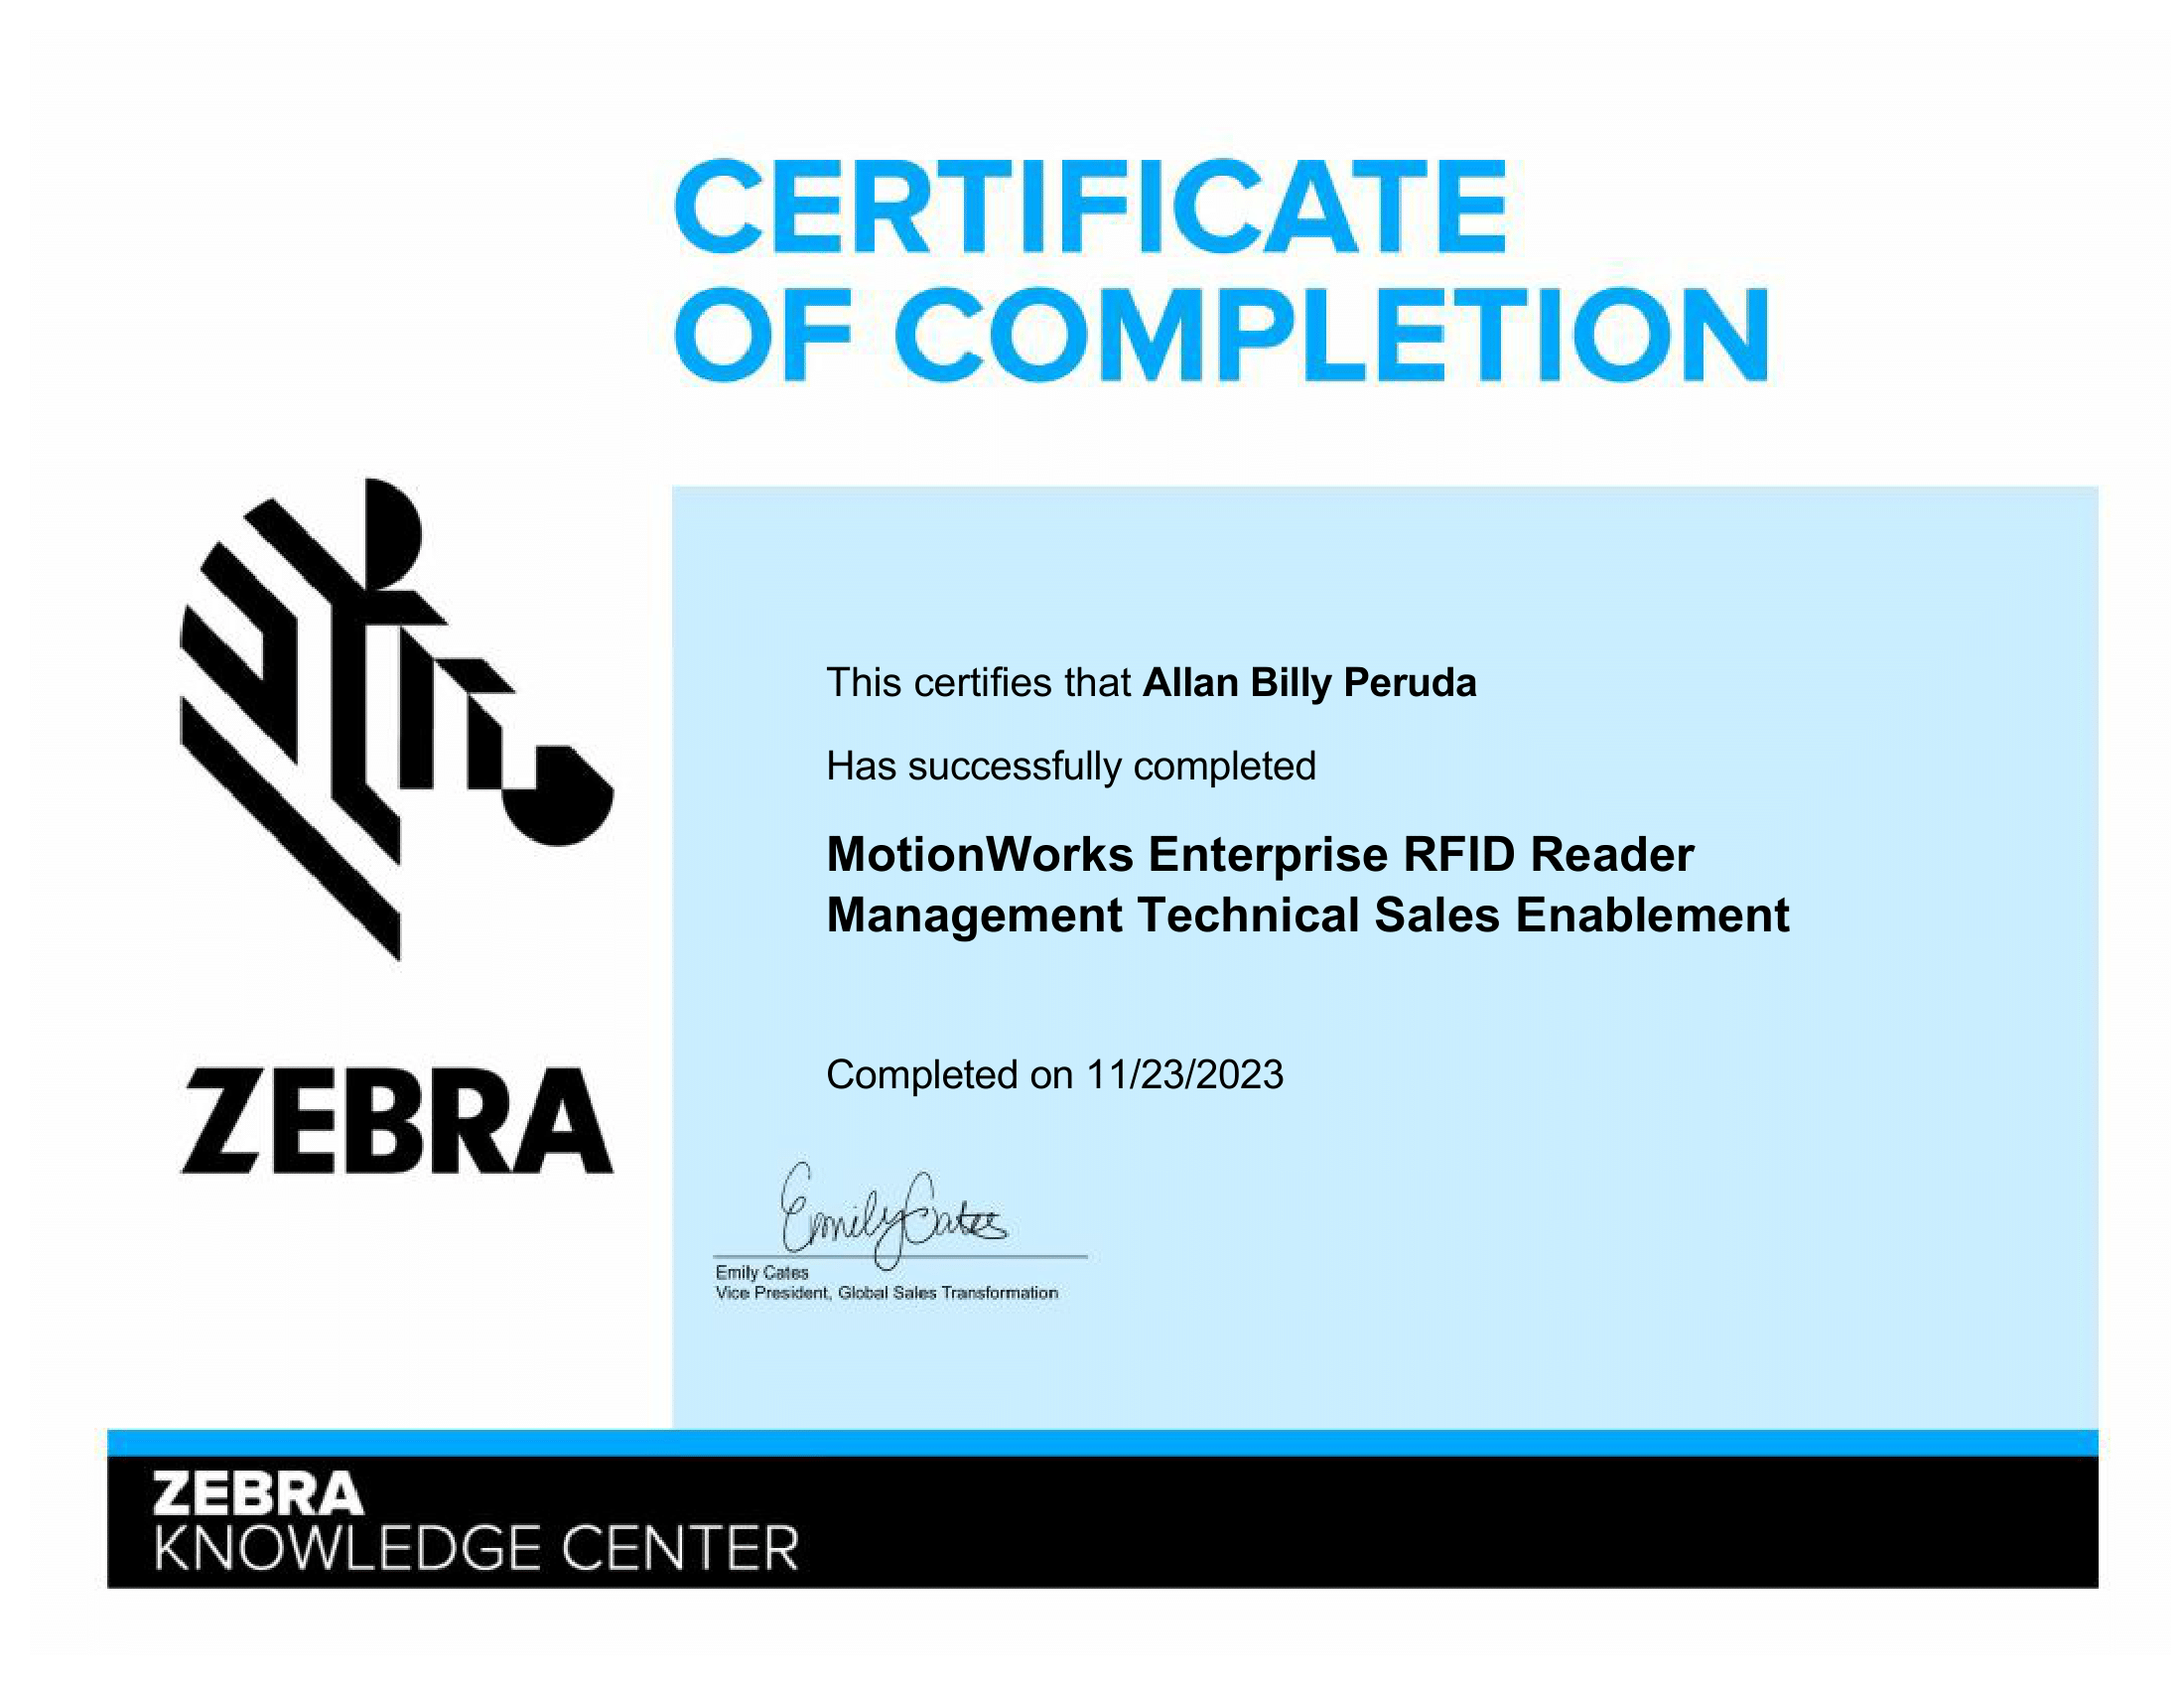 CERTIFICATE
OF COMPLETION
This certifies that Allan Billy Peruda
Has successfully completed
MotionWorks Enterprise RFID Reader
Management Technical Sales Enablement
ZEBRA
Completed on 11/23/2023
Emily Cates
Emily Cates
Vice President, Global Sales Transformation
ZEBRA
KNOWLEDGE CENTER